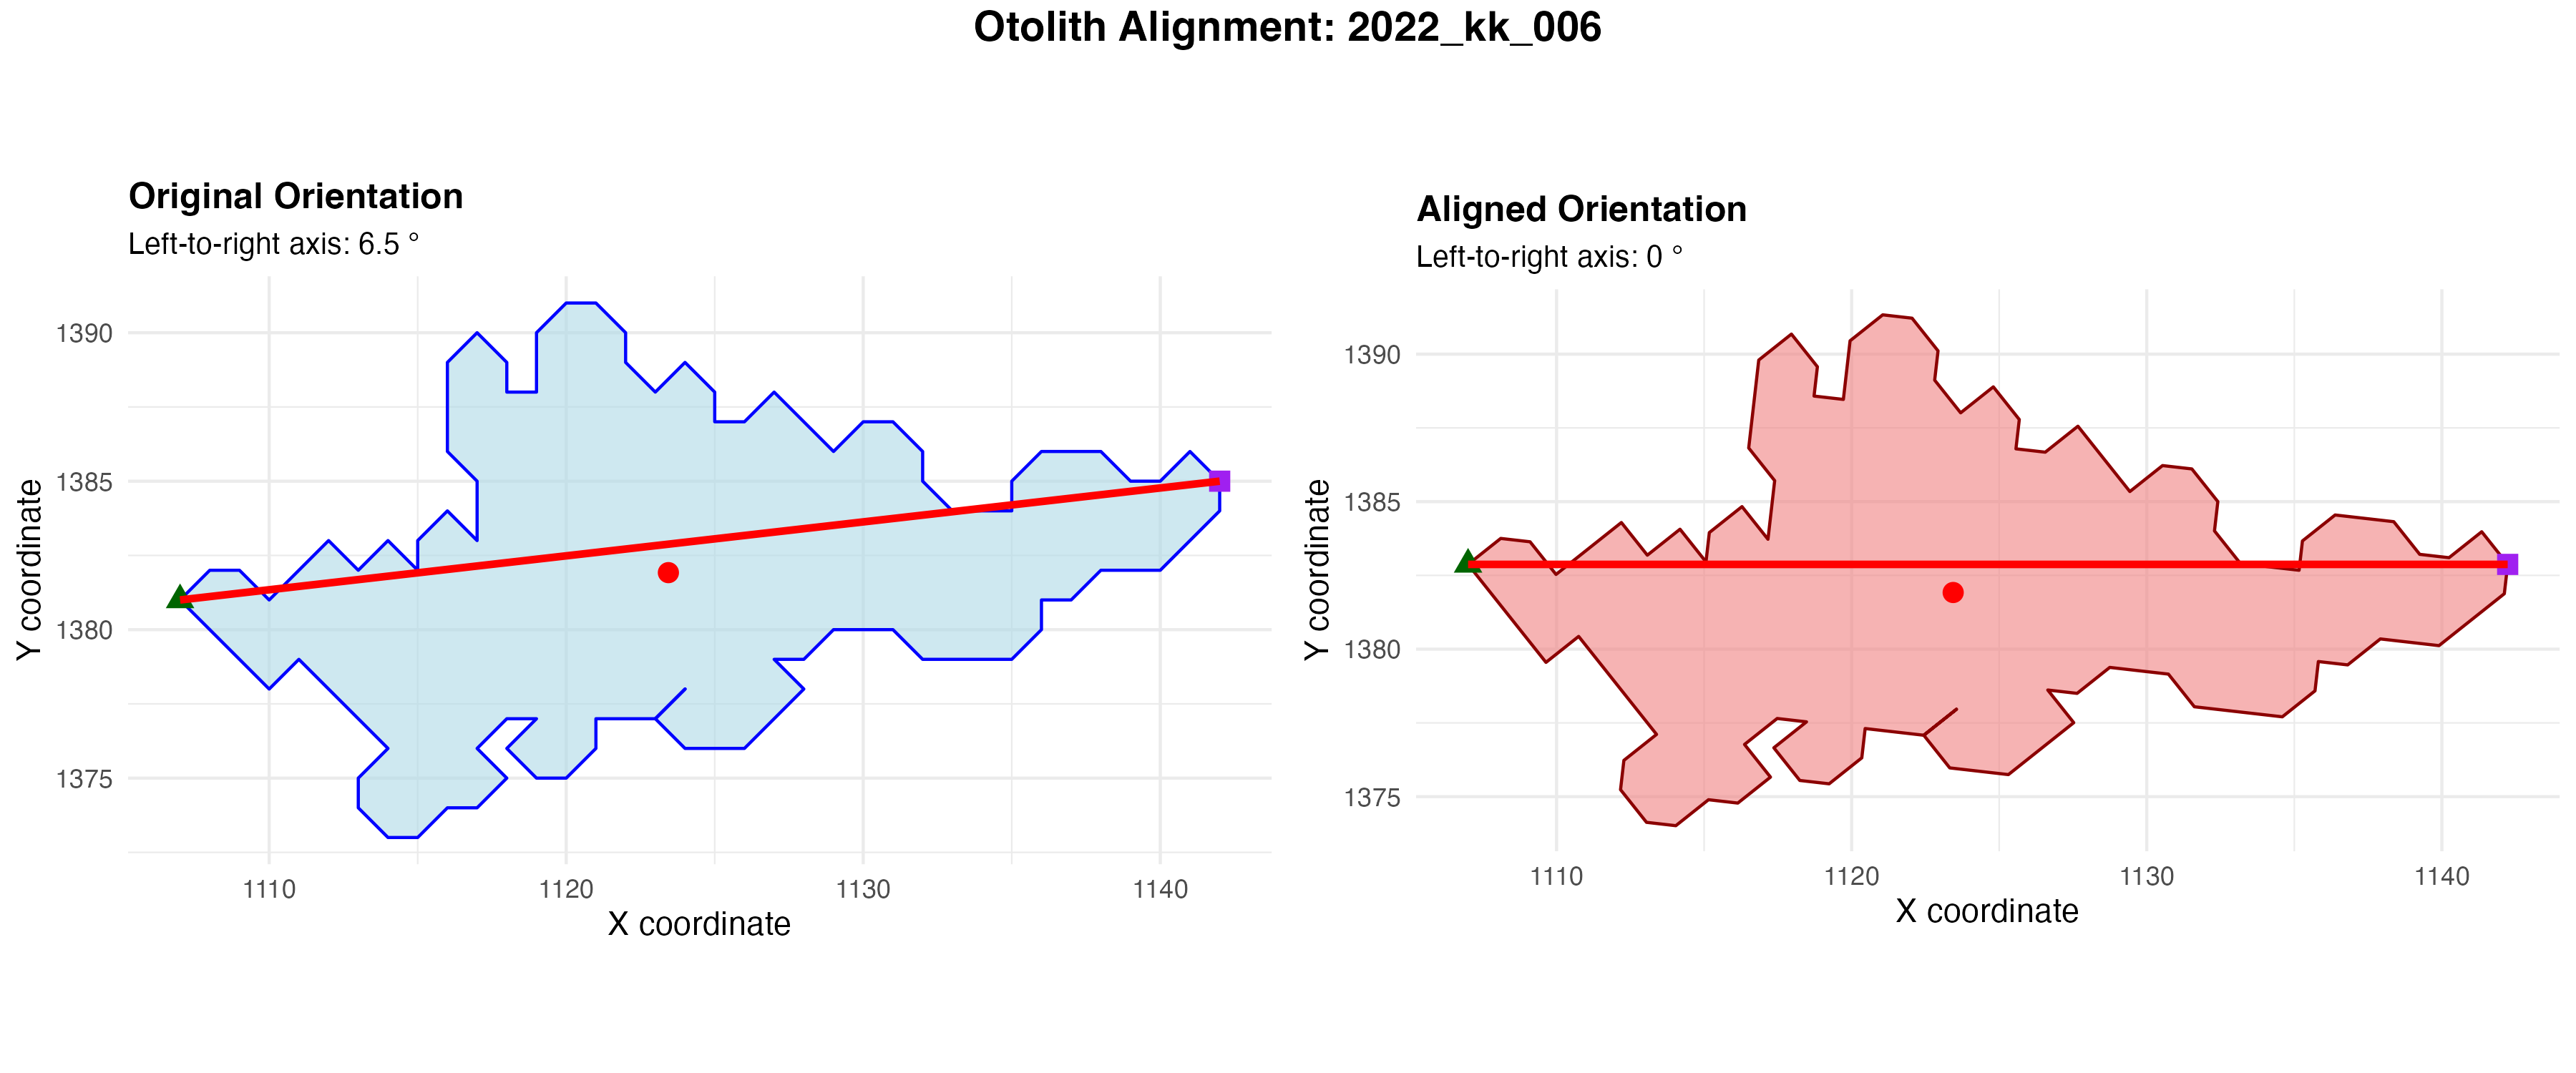 Otolith Alignment: 2022_kk_006
Original Orientation
Left-to-right axis: 6.5 °
Y coordinate
1390
1385
1380
1375
1110
1120
1130
1140
X coordinate
Aligned Orientation
Left-to-right axis: 0 °
Y coordinate
1390
1385
1380
1375
1110
1120
1130
1140
X coordinate